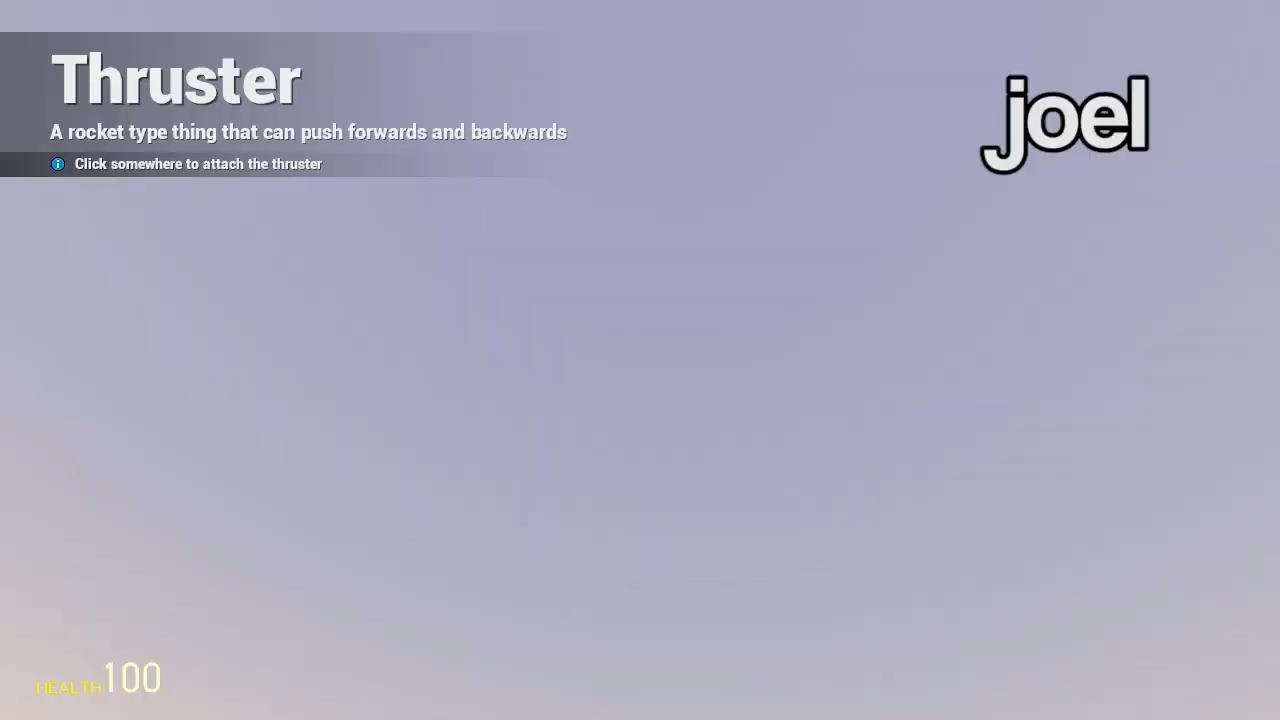 Thruster
A rocket type thing that can push forwards and backwards
Click somewhere to attach the thruster
joel
HEALTH 100